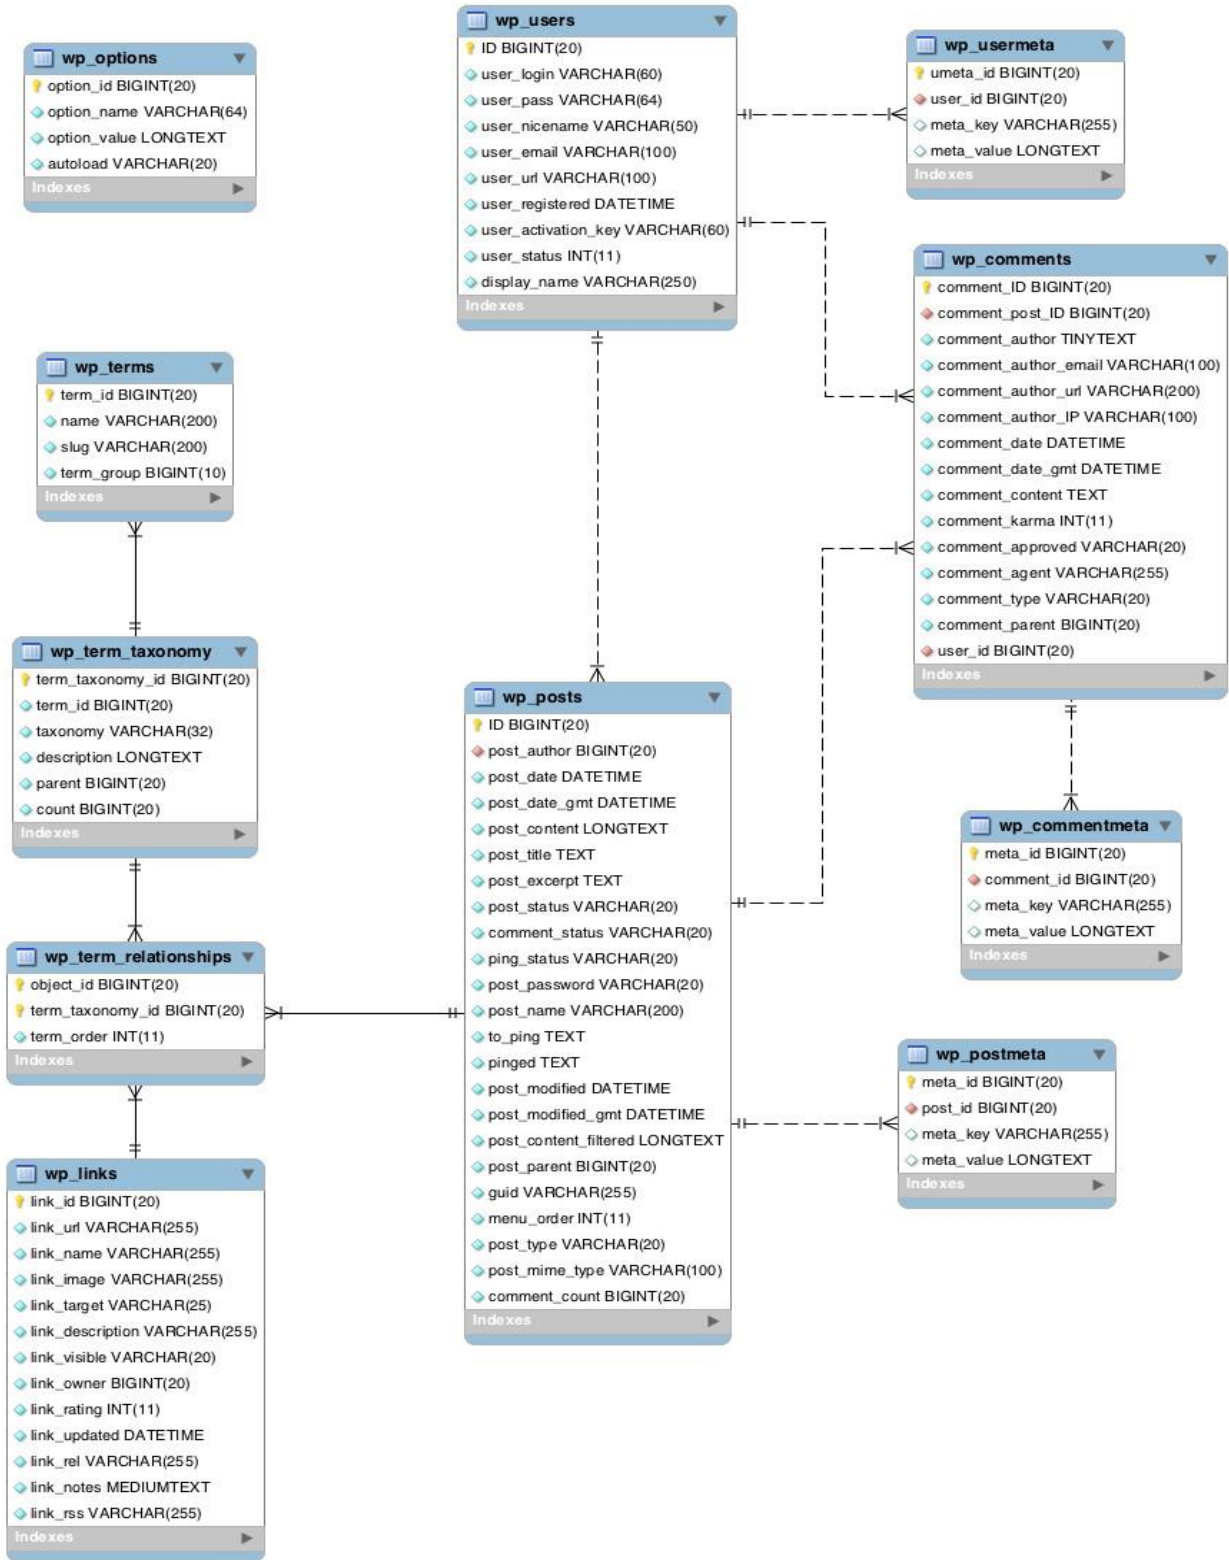 wp_options
option_id BIGINT(20)
option_name VARCHAR(64)
option_value LONGTEXT
autoload VARCHAR(20)
Indexes
wp_users
ID BIGINT(20)
user_login VARCHAR(60)
user_pass VARCHAR(64)
user_nicename VARCHAR(50)
user_email VARCHAR(100)
user_url VARCHAR(100)
user_registered DATETIME
user_activation_key VARCHAR(60)
user_status INT(11)
display_name VARCHAR(250)
Indexes
wp_usermeta
umeta_id BIGINT(20)
user_id BIGINT(20)
meta_key VARCHAR(255)
meta_value LONGTEXT
Indexes
wp_comments
comment_ID BIGINT(20)
comment_post_ID BIGINT(20)
comment_author TINYTEXT
comment_author_email VARCHAR(100)
comment_author_url VARCHAR(200)
comment_author_IP VARCHAR(100)
comment_date DATETIME
comment_date_gmt DATETIME
comment_content TEXT
comment_karma INT(11)
comment_approved VARCHAR(20)
comment_agent VARCHAR(255)
comment_type VARCHAR(20)
comment_parent BIGINT(20)
user_id BIGINT(20)
Indexes
wp_terms
term_id BIGINT(20)
name VARCHAR(200)
slug VARCHAR(200)
term_group BIGINT(10)
Indexes
wp_term_taxonomy
term_taxonomy_id BIGINT(20)
term_id BIGINT(20)
taxonomy VARCHAR(32)
description LONGTEXT
parent BIGINT(20)
count BIGINT(20)
Indexes
wp_posts
ID BIGINT(20)
post_author BIGINT(20)
post_date DATETIME
post_date_gmt DATETIME
post_content LONGTEXT
post_title TEXT
post_excerpt TEXT
post_status VARCHAR(20)
comment_status VARCHAR(20)
ping_status VARCHAR(20)
post_password VARCHAR(20)
post_name VARCHAR(200)
to_ping TEXT
pinged TEXT
post_modified DATETIME
post_modified_gmt DATETIME
post_content_filtered LONGTEXT
post_parent BIGINT(20)
guid VARCHAR(255)
menu_order INT(11)
post_type VARCHAR(20)
post_mime_type VARCHAR(100)
comment_count BIGINT(20)
Indexes
wp_commentmeta
meta_id BIGINT(20)
comment_id BIGINT(20)
meta_key VARCHAR(255)
meta_value LONGTEXT
Indexes
wp_term_relationships
object_id BIGINT(20)
term_taxonomy_id BIGINT(20)
term_order INT(11)
Indexes
wp_postmeta
meta_id BIGINT(20)
post_id BIGINT(20)
meta_key VARCHAR(255)
meta_value LONGTEXT
Indexes
wp_links
link_id BIGINT(20)
link_url VARCHAR(255)
link_name VARCHAR(255)
link_image VARCHAR(255)
link_target VARCHAR(25)
link_description VARCHAR(255)
link_visible VARCHAR(20)
link_owner BIGINT(20)
link_rating INT(11)
link_updated DATETIME
link_rel VARCHAR(255)
link_notes MEDIUMTEXT
link_rss VARCHAR(255)
Indexes